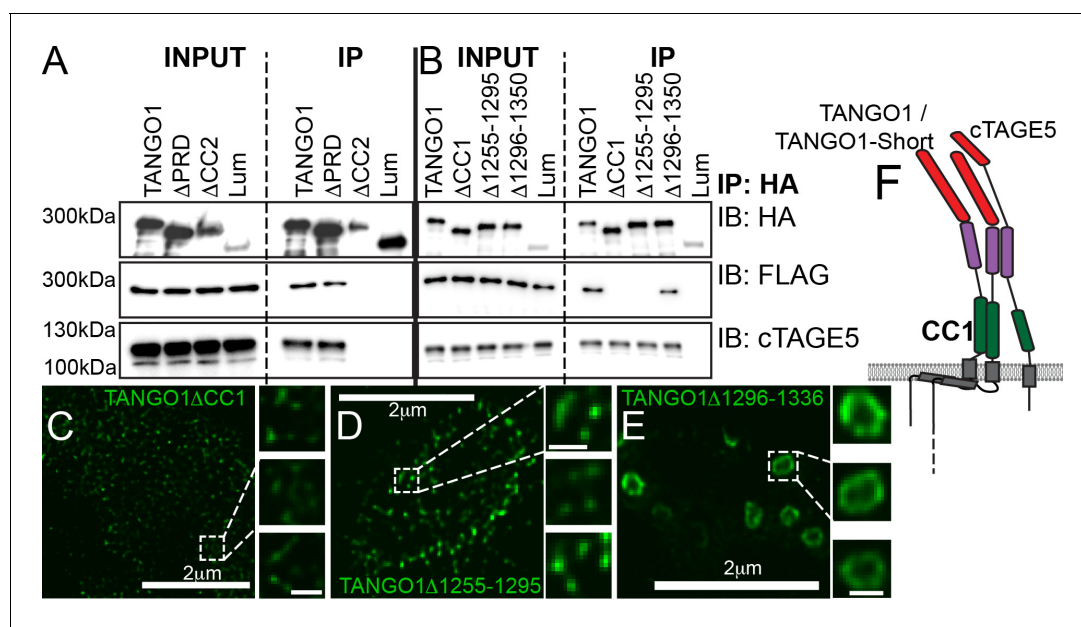 A
INPUT
IP
TANGO1
ΔPRD
ΔCC2
Lum
TANGO1
ΔPRD
ΔCC2
Lum
B
INPUT
IP
TANGO1
ΔCC1
Δ1255-1295
Δ1296-1350
Lum
TANGO1
ΔCC1
Δ1255-1295
Δ1296-1350
Lum
IP: HA
300kDa
IB: HA
300kDa
IB: FLAG
130kDa
100kDa
IB: cTAGE5
C
TANGO1ΔCC1
2μm
D
2μm
TANGO1Δ1255-1295
E
TANGO1Δ1296-1336
2μm
F
TANGO1 /
TANGO1-Short
cTAGE5
CC1